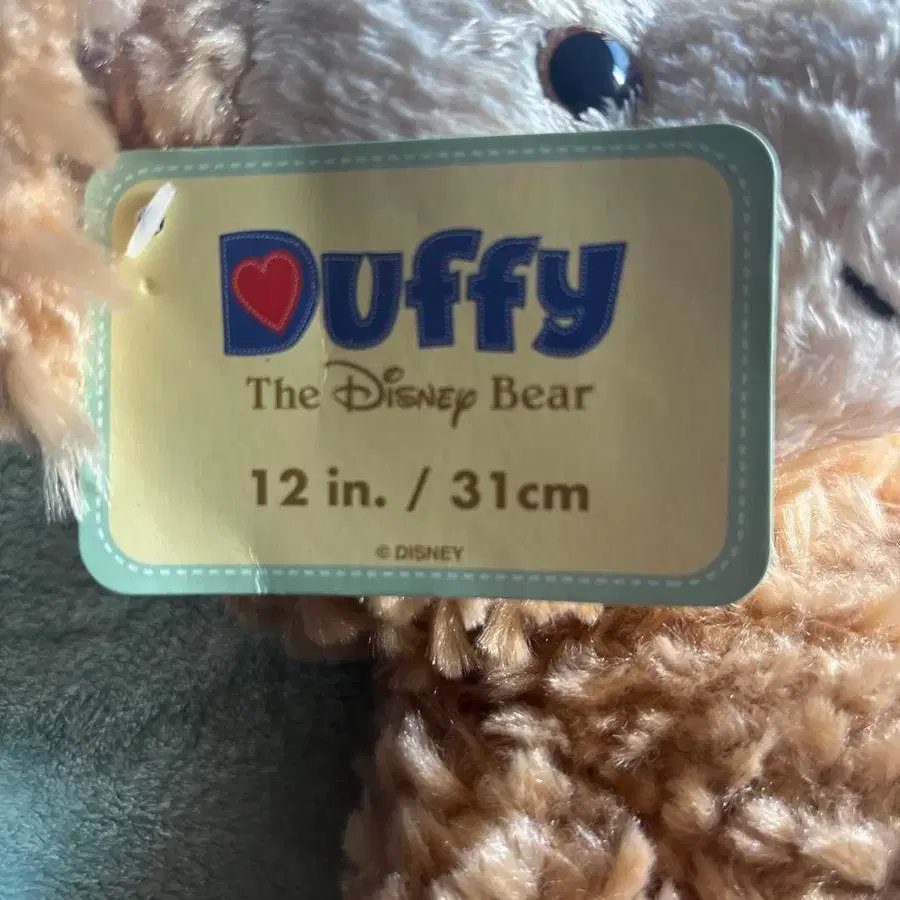 Duffy
The Disney Bear
12 in. / 31cm
© DISNEY